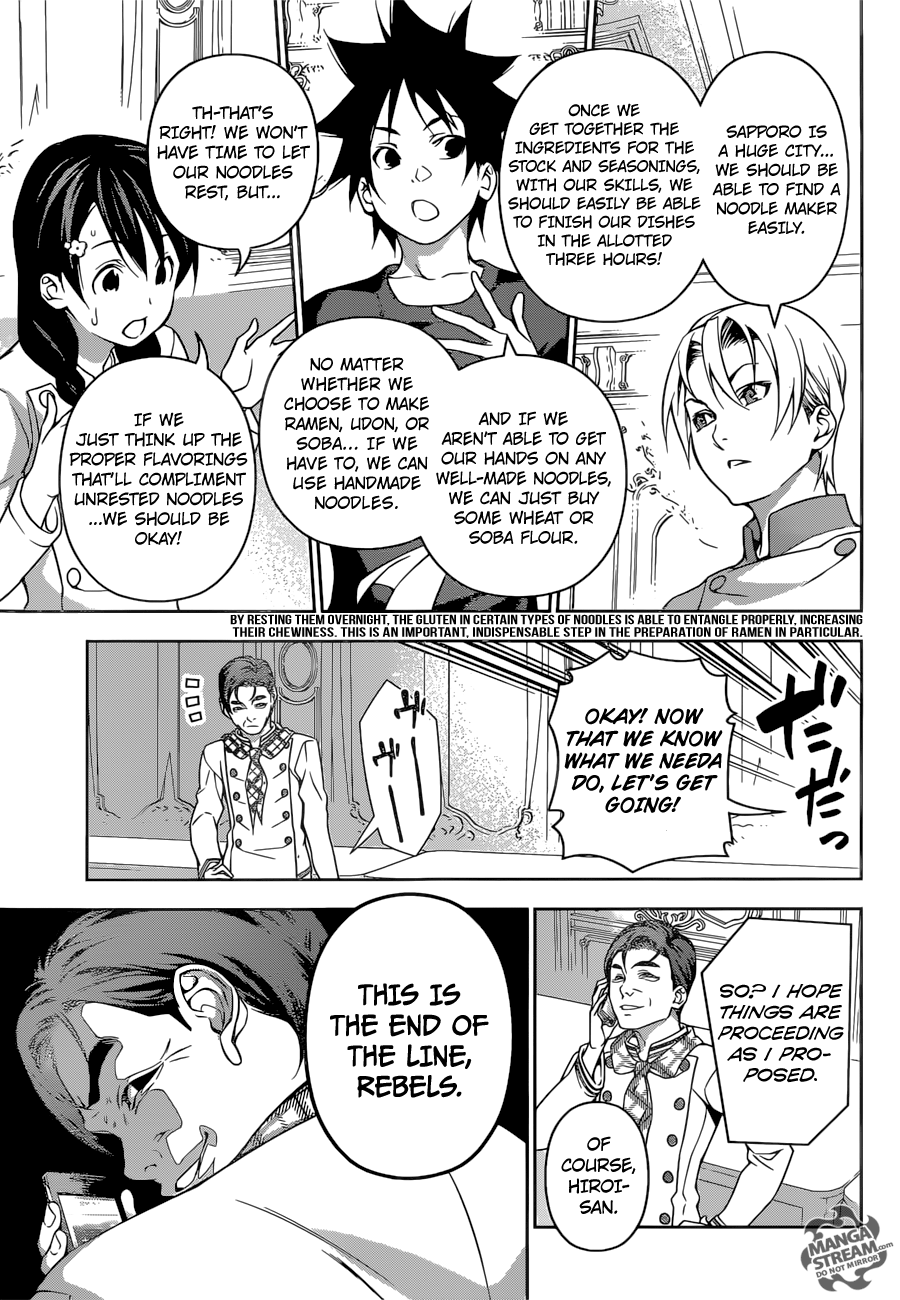 SAPPORO IS
A HUGE CITY...
WE SHOULD BE
ABLE TO FIND A
NOODLE MAKER
EASILY.
ONCE WE
GET TOGETHER THE
INGREDIENTS FOR THE
STOCK AND SEASONINGS,
WITH OUR SKILLS, WE
SHOULD EASILY BE ABLE
TO FINISH OUR DISHES
IN THE ALLOTTED
THREE HOURS!
AND IF WE
AREN'T ABLE TO GET
OUR HANDS ON ANY
WELL-MADE NOODLES,
WE CAN JUST BUY
SOME WHEAT OR
SOBA FLOUR.
NO MATTER
WHETHER WE
CHOOSE TO MAKE
RAMEN, UDON, OR
SOBA... IF WE
HAVE TO, WE CAN
USE HANDMADE
NOODLES.
TH-THAT'S
RIGHT! WE WON'T
HAVE TIME TO LET
OUR NOODLES
REST, BUT...
IF WE
JUST THINK UP THE
PROPER FLAVORINGS
THAT'LL COMPLIMENT
UNRESTED NOODLES
...WE SHOULD BE
OKAY!
BY RESTING THEM OVERNIGHT, THE GLUTEN IN CERTAIN TYPES OF NOODLES IS ABLE TO ENTANGLE PROPERLY, INCREASING
THEIR CHEWINESS. THIS IS AN IMPORTANT, INDISPENSABLE STEP IN THE PREPARATION OF RAMEN IN PARTICULAR.
OKAY! NOW
THAT WE KNOW
WHAT WE NEEDA
DO, LET'S GET
GOING!
ダダダっ
ヴーー
ヴーー
SO? I HOPE
THINGS ARE
PROCEEDING
AS I PRO-
POSED.
OF
COURSE,
HIROI-
SAN.
THIS IS
THE END OF
THE LINE,
REBELS.
MANGA
STREAM.com
DO NOT MIRROR